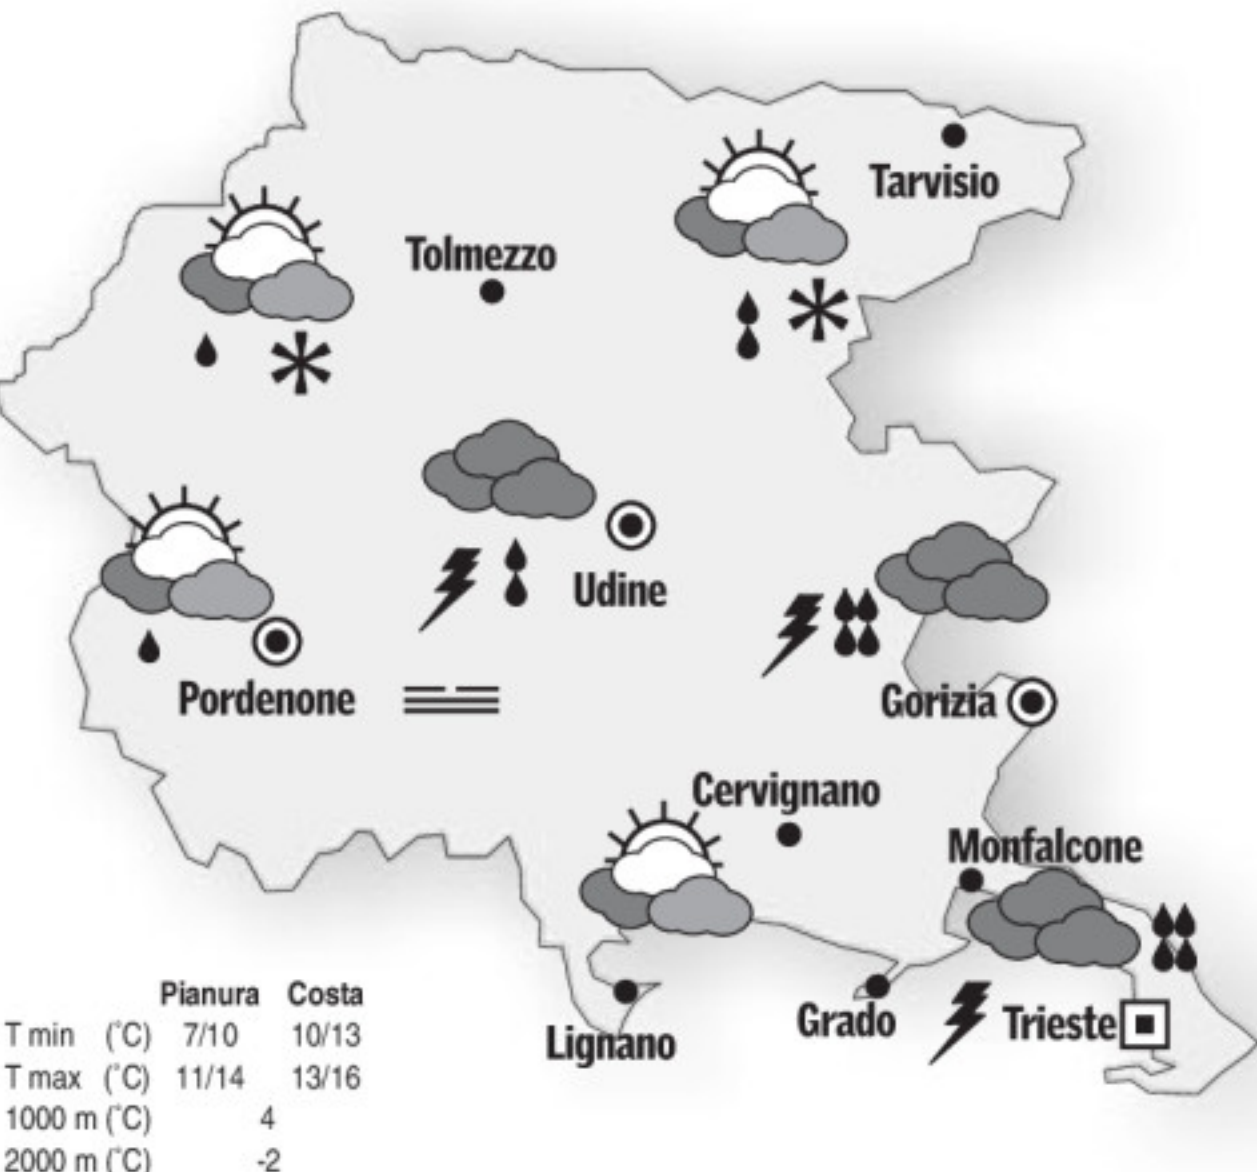 Tarvisio
Tolmezzo
Udine
Pordenone
Gorizia
Cervignano
Monfalcone
Grado
Trieste
Lignano
Pianura Costa
T min (°C) 7/10 10/13
T max (°C) 11/14 13/16
1000 m (°C) 4
2000 m (°C) -2